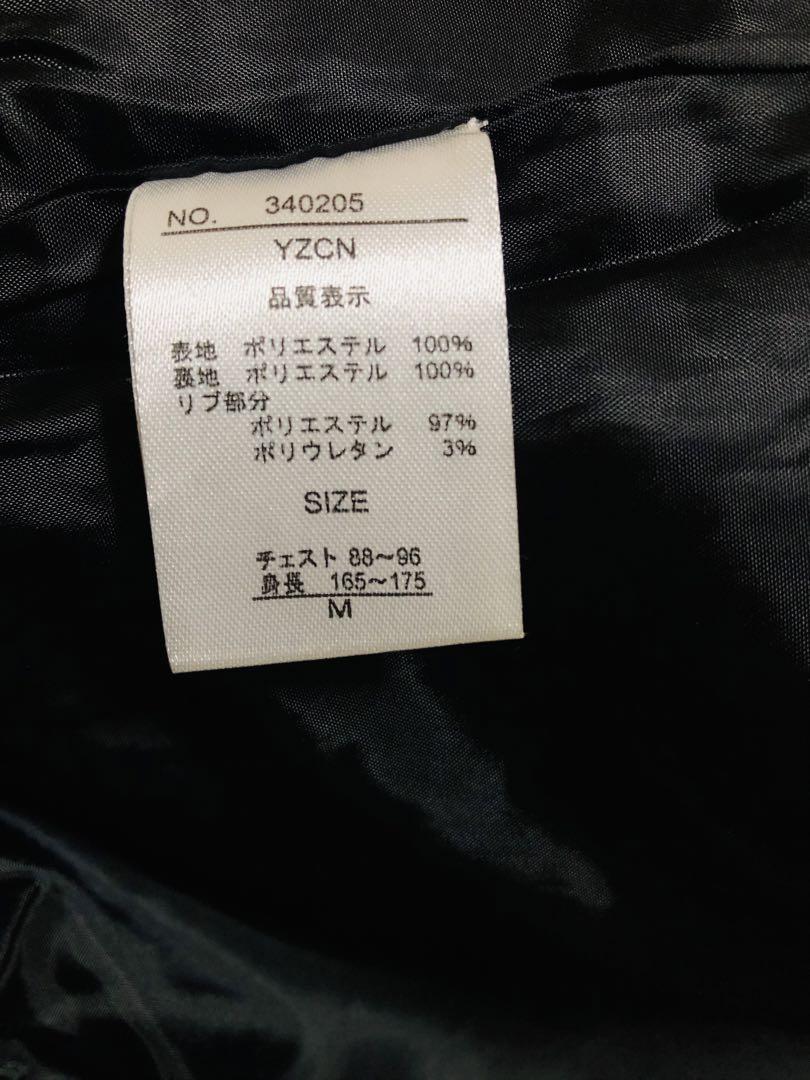 NO. 340205
YZCN
品質表示
表地 ポリエステル 100%
裏地 ポリエステル 100%
リブ部分
ポリエステル 97%
ポリウレタン 3%
SIZE
チェスト 88～96
身長 165～175
M